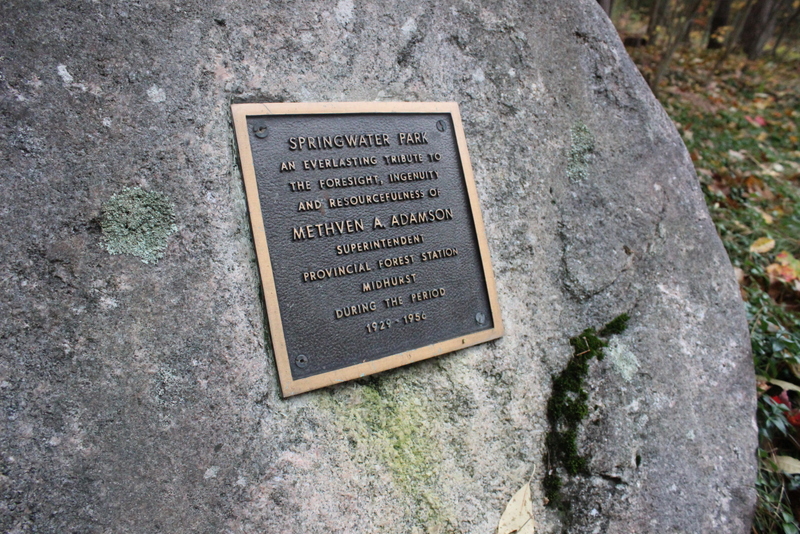 SPRINGWATER PARK
AN EVERLASTING TRIBUTE TO
THE FORESIGHT, INGENUITY
AND RESOURCEFULNESS OF
METHVEN A. ADAMSON
SUPERINTENDENT
PROVINCIAL FOREST STATION
MIDHURST
DURING THE PERIOD
1929 - 1956